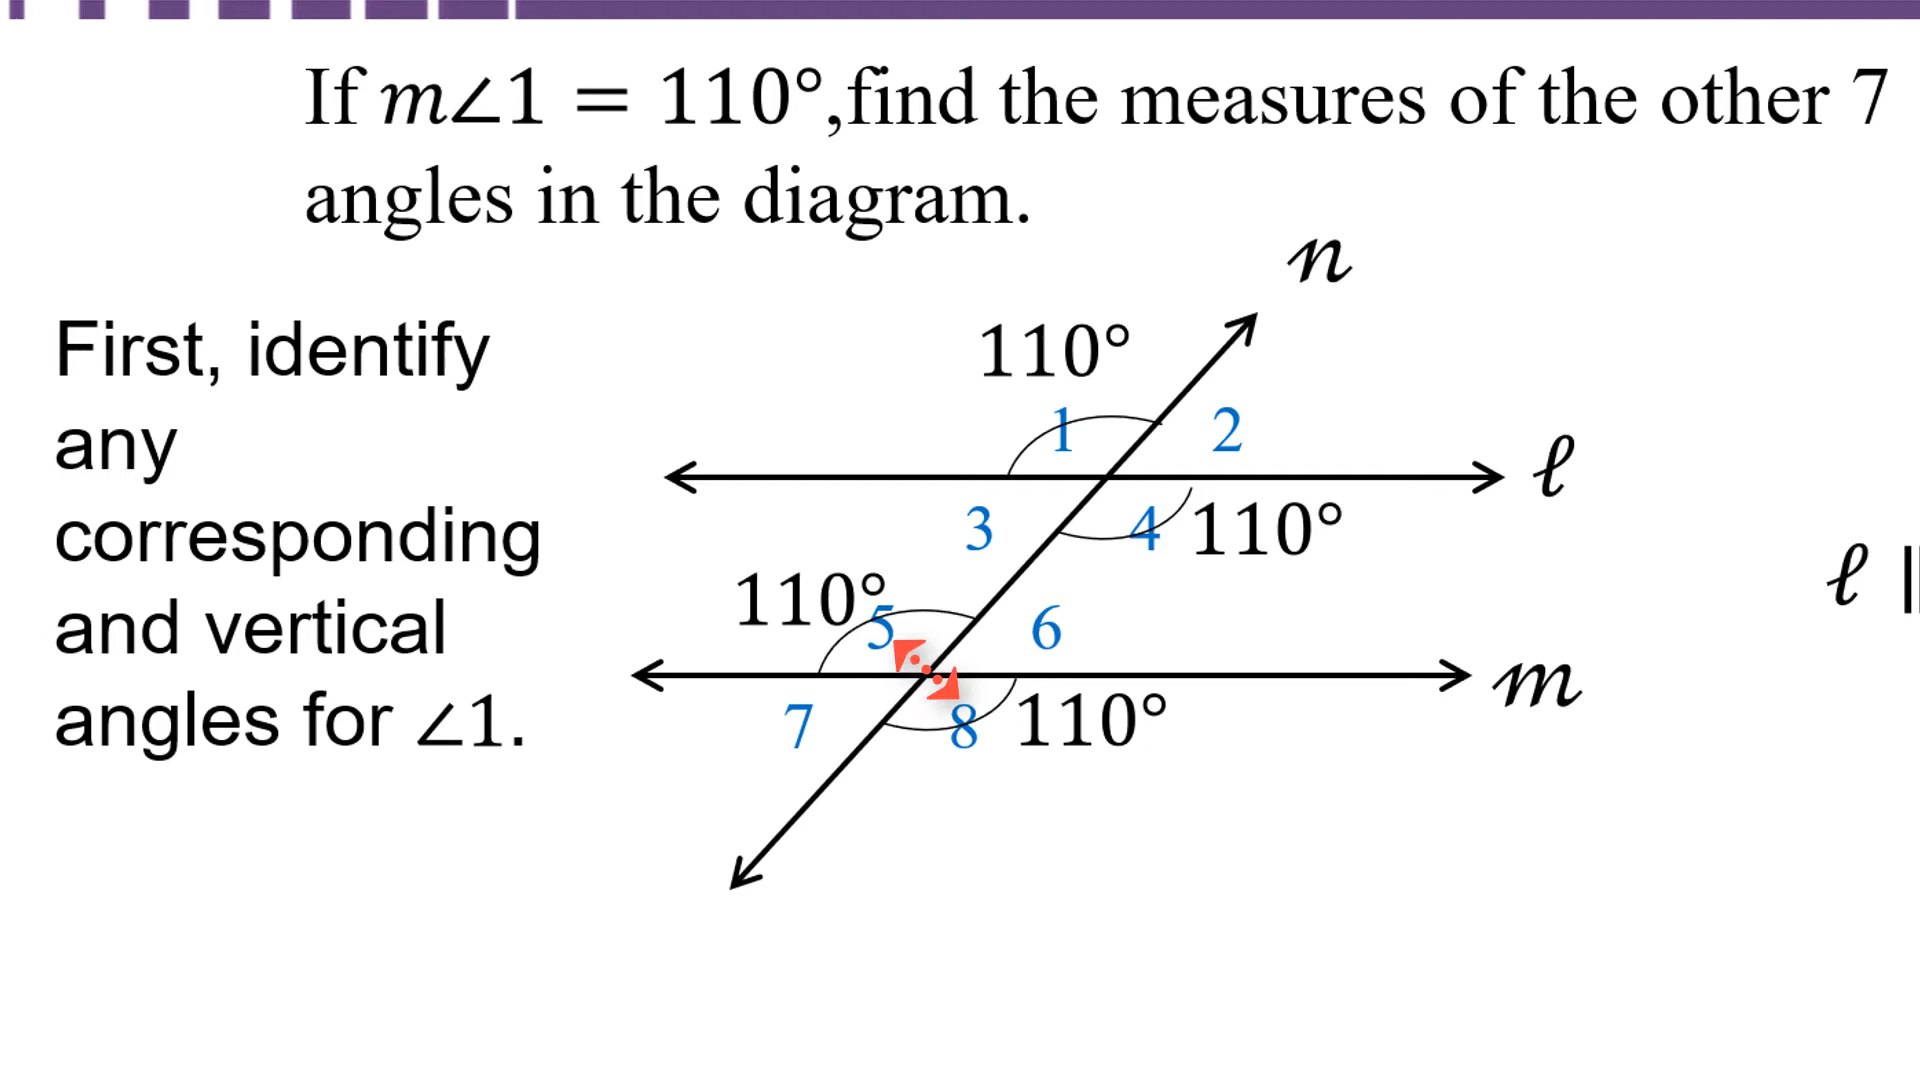 If 𝑚∠1 = 110°,find the measures of the other 7
angles in the diagram.
𝓃
First, identify
any
corresponding
and vertical
angles for ∠1.
110°
1
2
ℓ
3
4
110°
ℓ ∥
110°
5
6
𝓂
7
8
110°